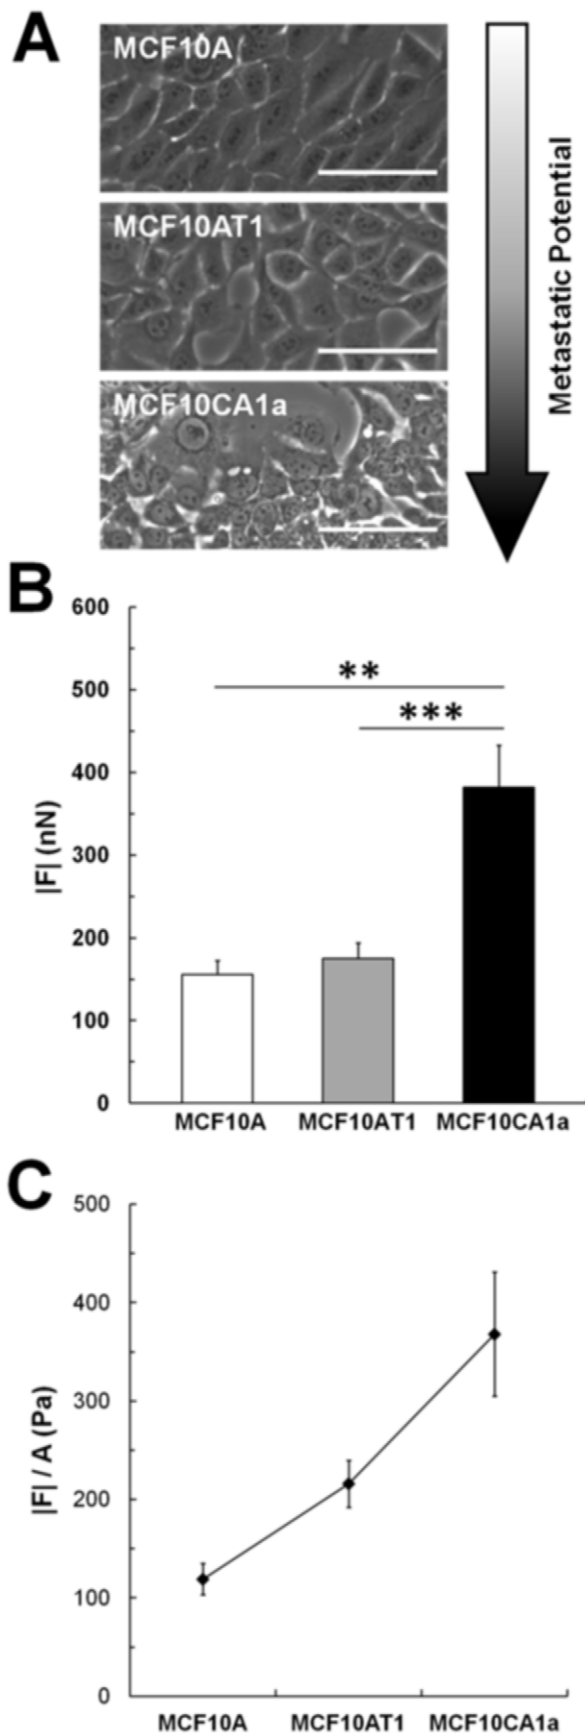 A
MCF10A
MCF10AT1
MCF10CA1a
Metastatic Potential
B
600
500
400
300
200
100
0
|F| (nN)
**
***
MCF10A MCF10AT1 MCF10CA1a
C
500
400
300
200
100
0
|F| / A (Pa)
MCF10A MCF10AT1 MCF10CA1a